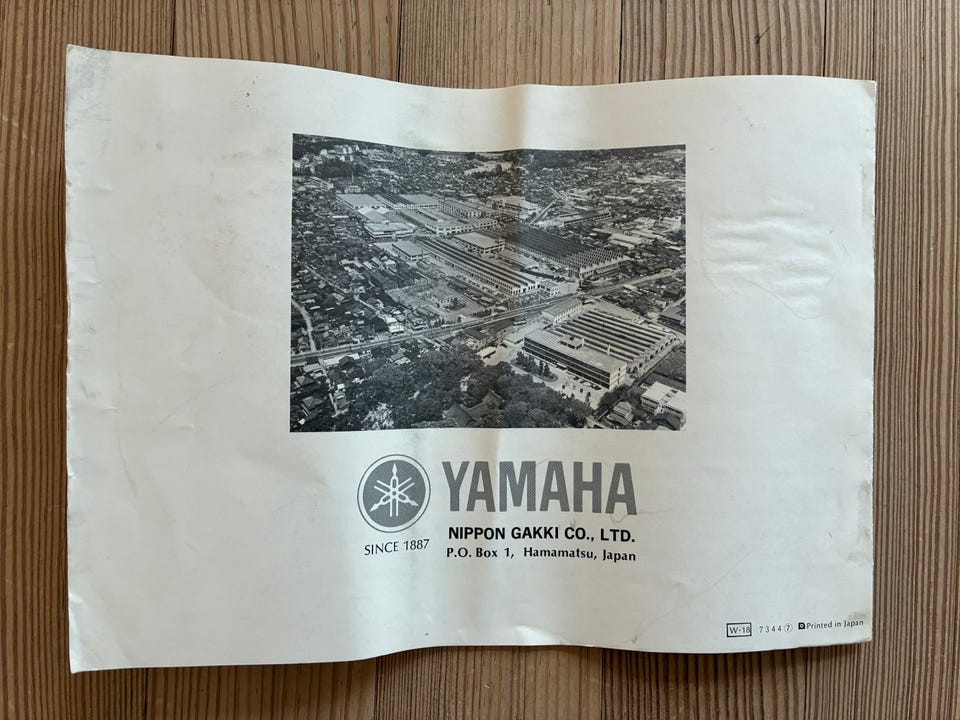 YAMAHA
SINCE 1887
NIPPON GAKKI CO., LTD.
P.O. Box 1, Hamamatsu, Japan
W-18 7344⑦ Printed in Japan